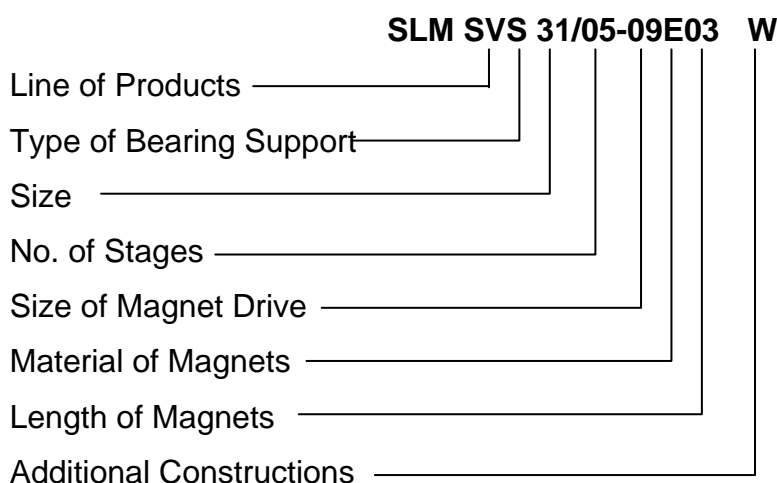 SLM SVS 31/05-09E03 W
Line of Products
Type of Bearing Support
Size
No. of Stages
Size of Magnet Drive
Material of Magnets
Length of Magnets
Additional Constructions